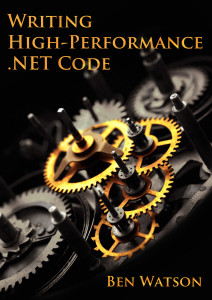 Writing
High-Performance
.NET Code
Ben Watson